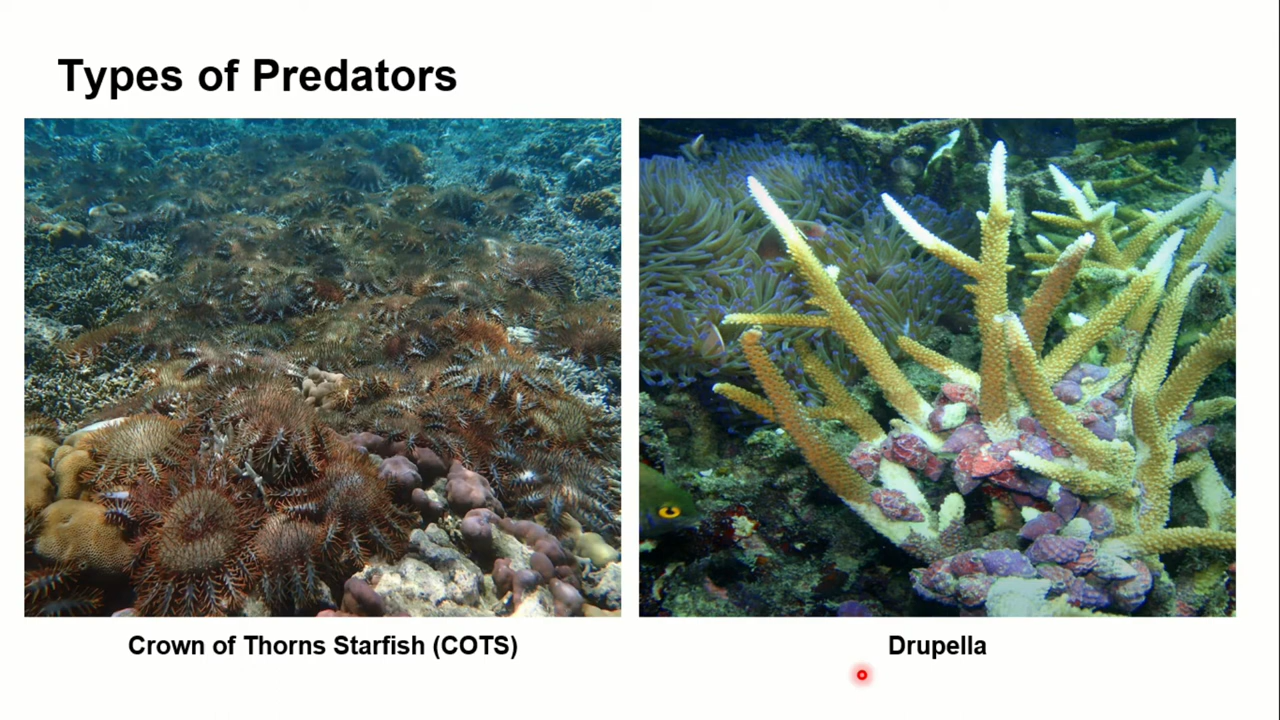 Types of Predators
Crown of Thorns Starfish (COTS)
Drupella